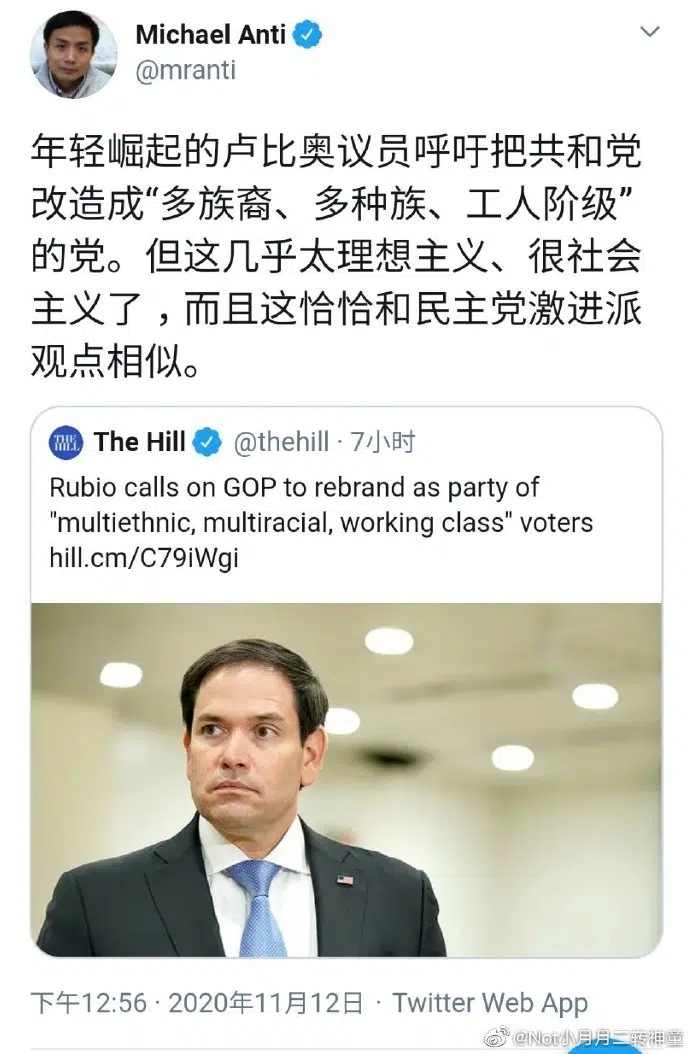 Michael Anti
@mranti
年轻崛起的卢比奥议员呼吁把共和党
改造成“多族裔、多种族、工人阶级”
的党。但这几乎太理想主义、很社会
主义了，而且这恰恰和民主党激进派
观点相似。
THE HILL
The Hill @thehill · 7小时
Rubio calls on GOP to rebrand as party of
"multiethnic, multiracial, working class" voters
hill.cm/C79iWgi
下午12:56 · 2020年11月12日 · Twitter Web App
@Not小月月二转神童